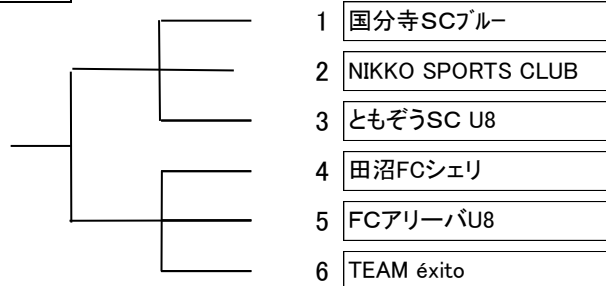 1 国分寺SCブルー
2 NIKKO SPORTS CLUB
3 ともぞうSC U8
4 田沼FCシェリ
5 FCアリーバU8
6 TEAM éxito